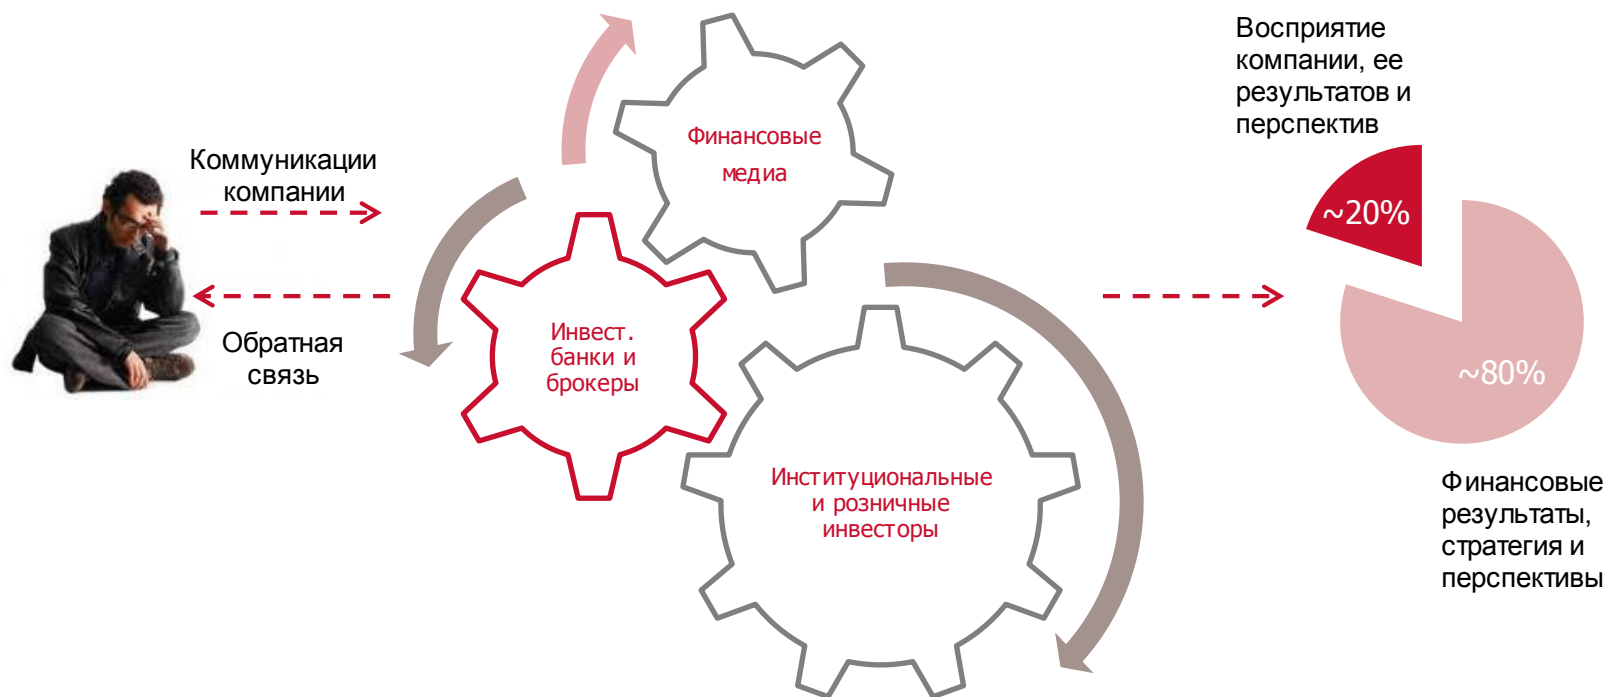 Коммуникации
компании
Обратная
связь
Финансовые
медиа
Инвест.
банки и
брокеры
Институциональные
и розничные
инвесторы
Восприятие
компании, ее
результатов и
перспектив
~20%
~80%
Финансовые
результаты,
стратегия и
перспективы